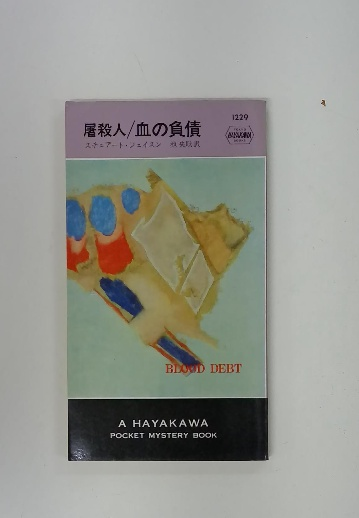 1229
屠殺人/血の負債
スチュアート・ジェイスン
HAYAKAWA
BLOOD DEBT
A HAYAKAWA
POCKET MYSTERY BOOK